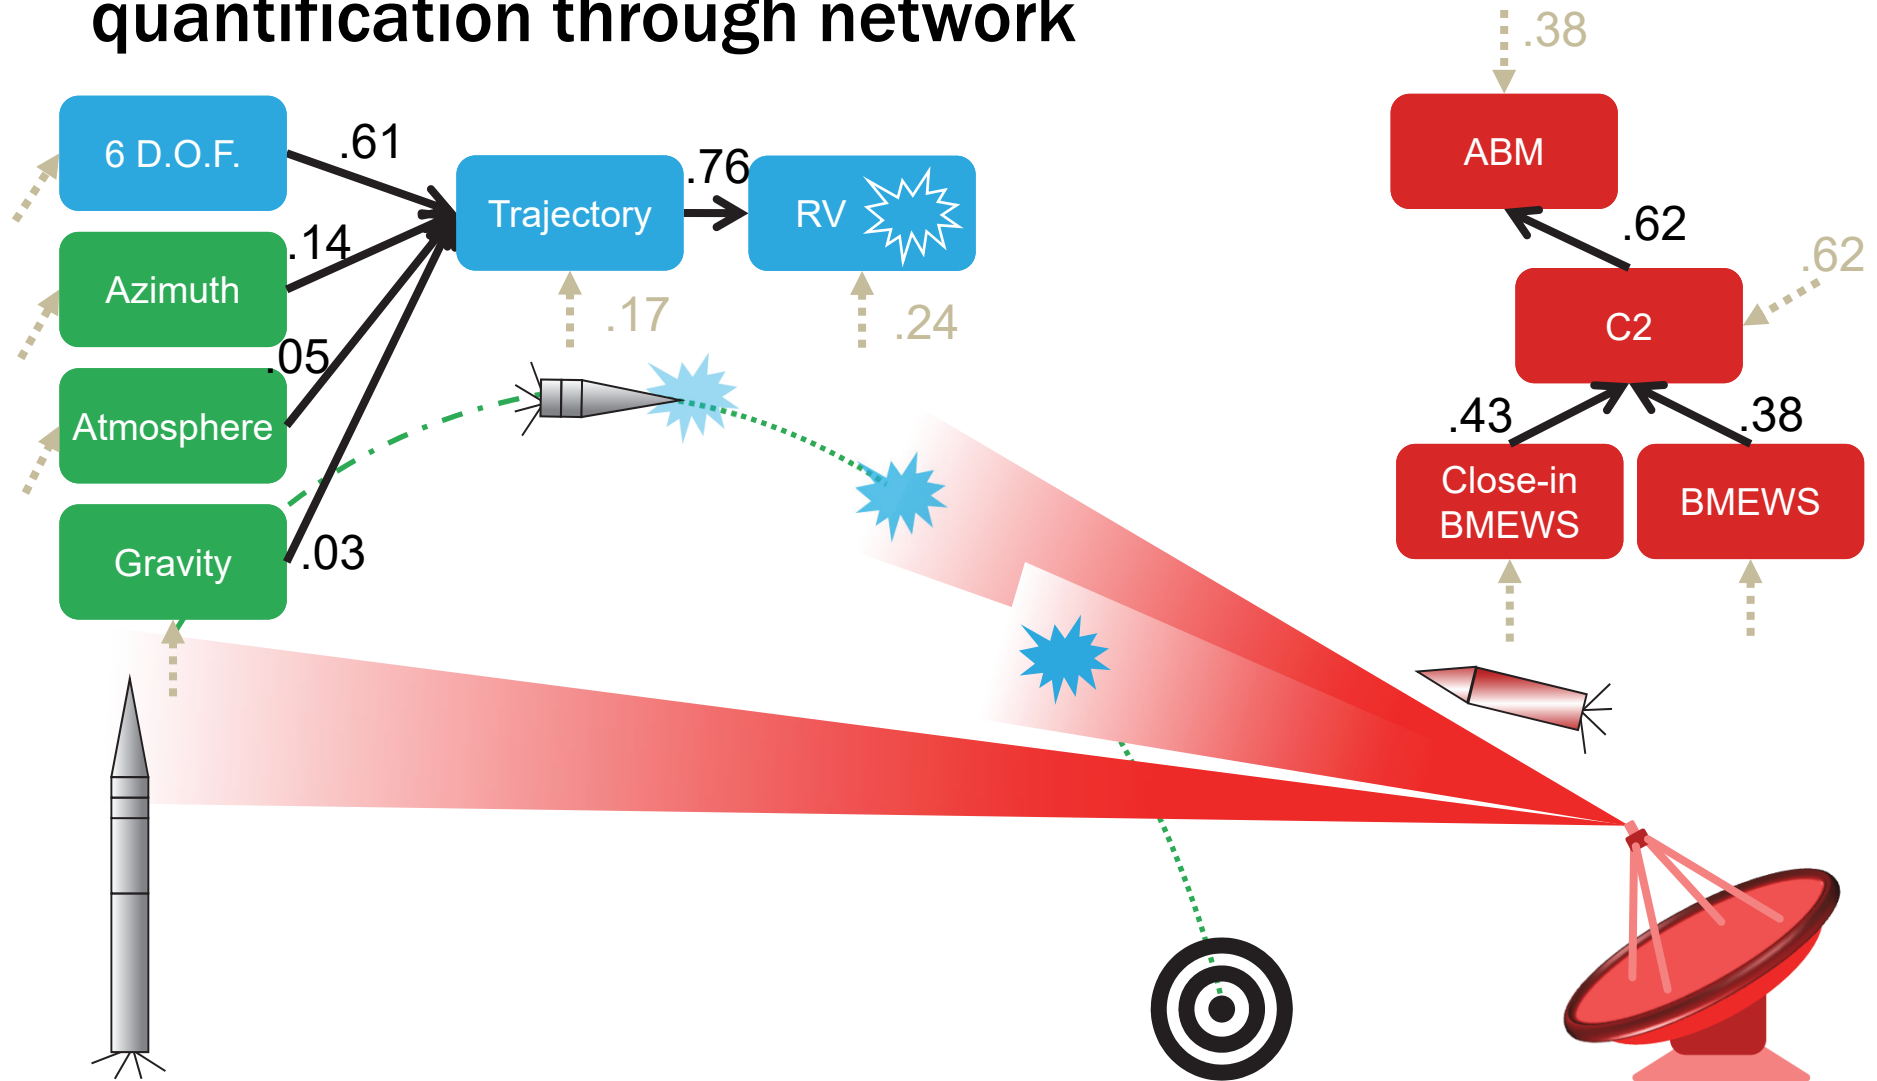 quantification through network
.38
6 D.O.F.
.61
.76
ABM
Trajectory
RV
.14
.62
Azimuth
.62
.17
.24
C2
.05
Atmosphere
.43
.38
Close-in
BMEWS
BMEWS
Gravity
.03